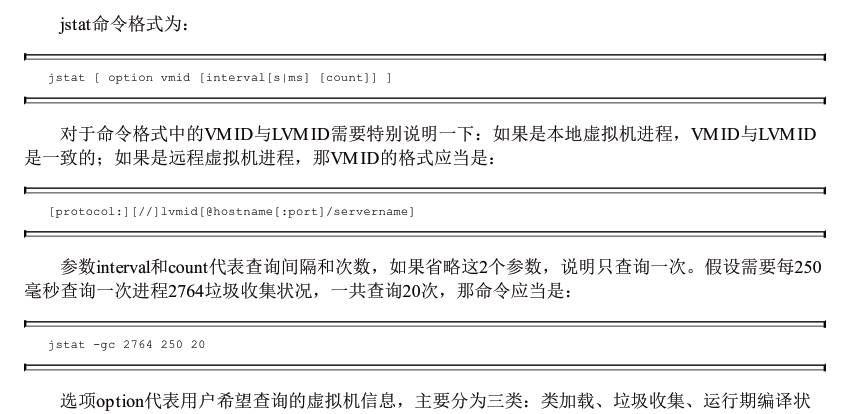 jstat命令格式为：
jstat [ option vmid [interval[s|ms] [count]] ]
对于命令格式中的VMID与LVMID需要特别说明一下：如果是本地虚拟机进程，VMID与LVMID
是一致的；如果是远程虚拟机进程，那VMID的格式应当是：
[protocol:][//]lvmid[@hostname[:port]/servername]
参数interval和count代表查询间隔和次数，如果省略这2个参数，说明只查询一次。假设需要每250
毫秒查询一次进程2764垃圾收集状况，一共查询20次，那命令应当是：
jstat -gc 2764 250 20
选项option代表用户希望查询的虚拟机信息，主要分为三类：类加载、垃圾收集、运行期编译状